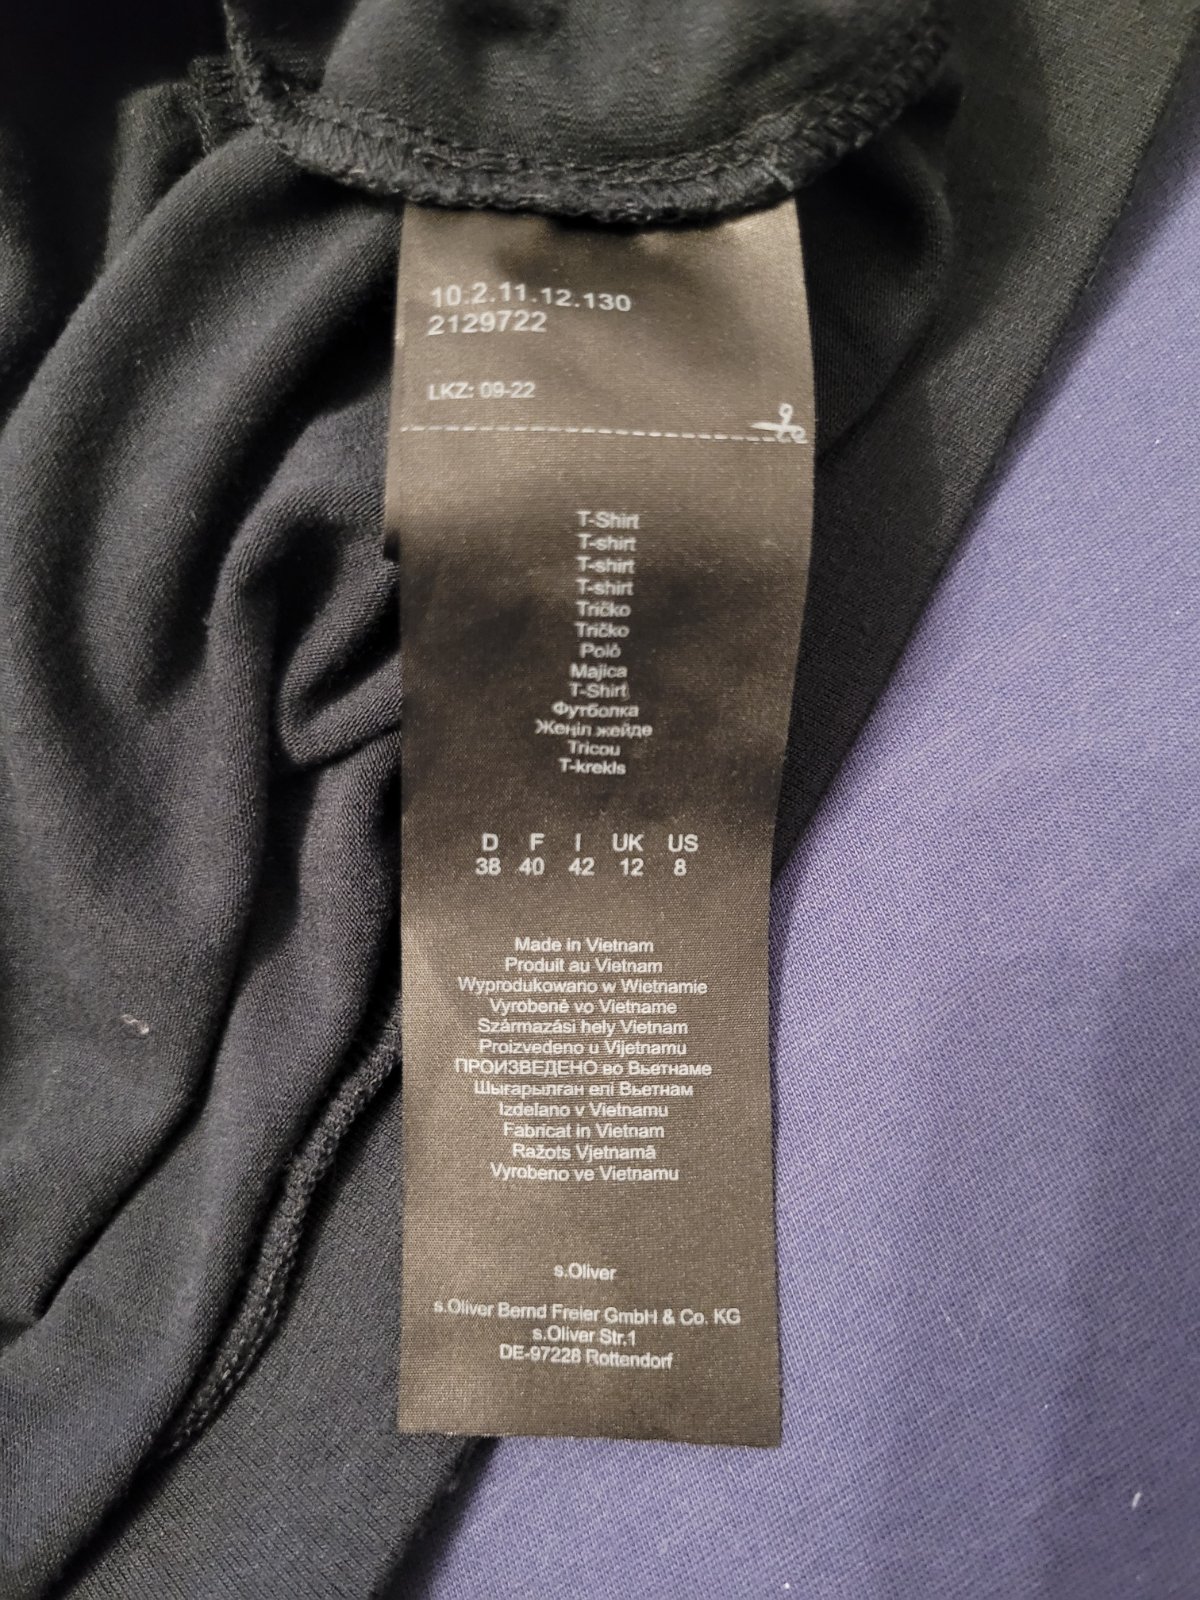 10.2.11.12.130
2129722
LKZ: 09-22
T-Shirt
T-shirt
T-shirt
T-shirt
Tričko
Tričko
Poló
Majica
T-Shirt
Футболка
Жеңіл жейде
Tricou
T-krekls
D F I UK US
38 40 42 12 8
Made in Vietnam
Produit au Vietnam
Wyprodukowano w Wietnamie
Vyrobené vo Vietname
Származási hely Vietnam
Proizvedeno u Vijetnamu
ПРОИЗВЕДЕНО во Вьетнаме
Шығарылған елі Вьетнам
Izdelano v Vietnamu
Fabricat in Vietnam
Ražots Vjetnamā
Vyrobeno ve Vietnamu
s.Oliver
s.Oliver Bernd Freier GmbH & Co. KG
s.Oliver Str.1
DE-97228 Rottendorf